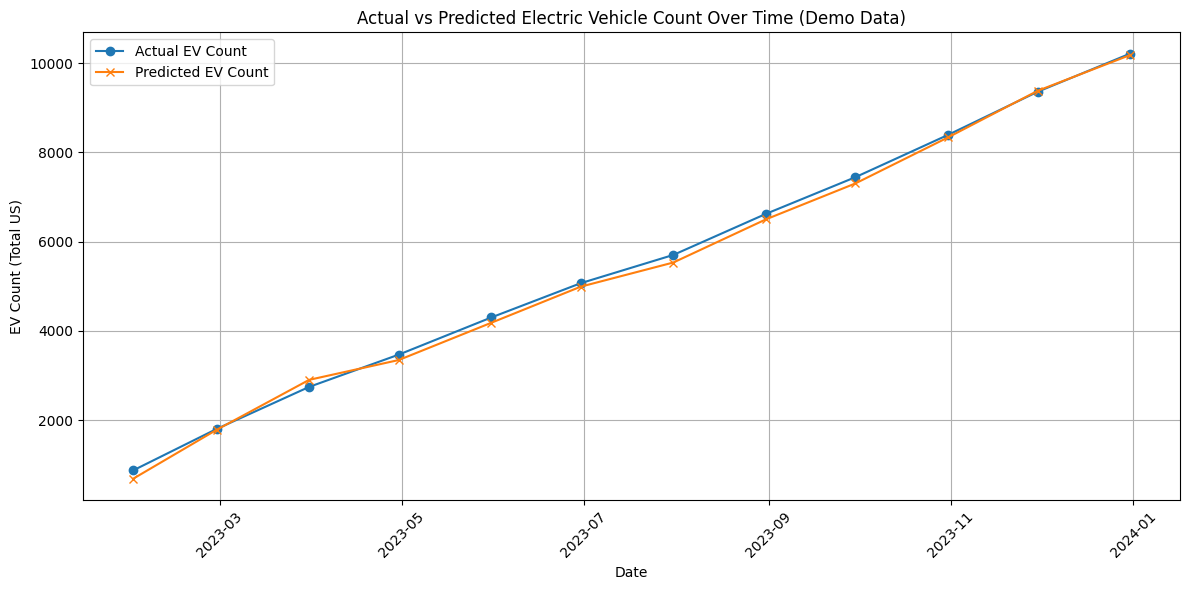 Actual vs Predicted Electric Vehicle Count Over Time (Demo Data)
Actual EV Count
Predicted EV Count
EV Count (Total US)
10000
8000
6000
4000
2000
2023-03
2023-05
2023-07
2023-09
2023-11
2024-01
Date